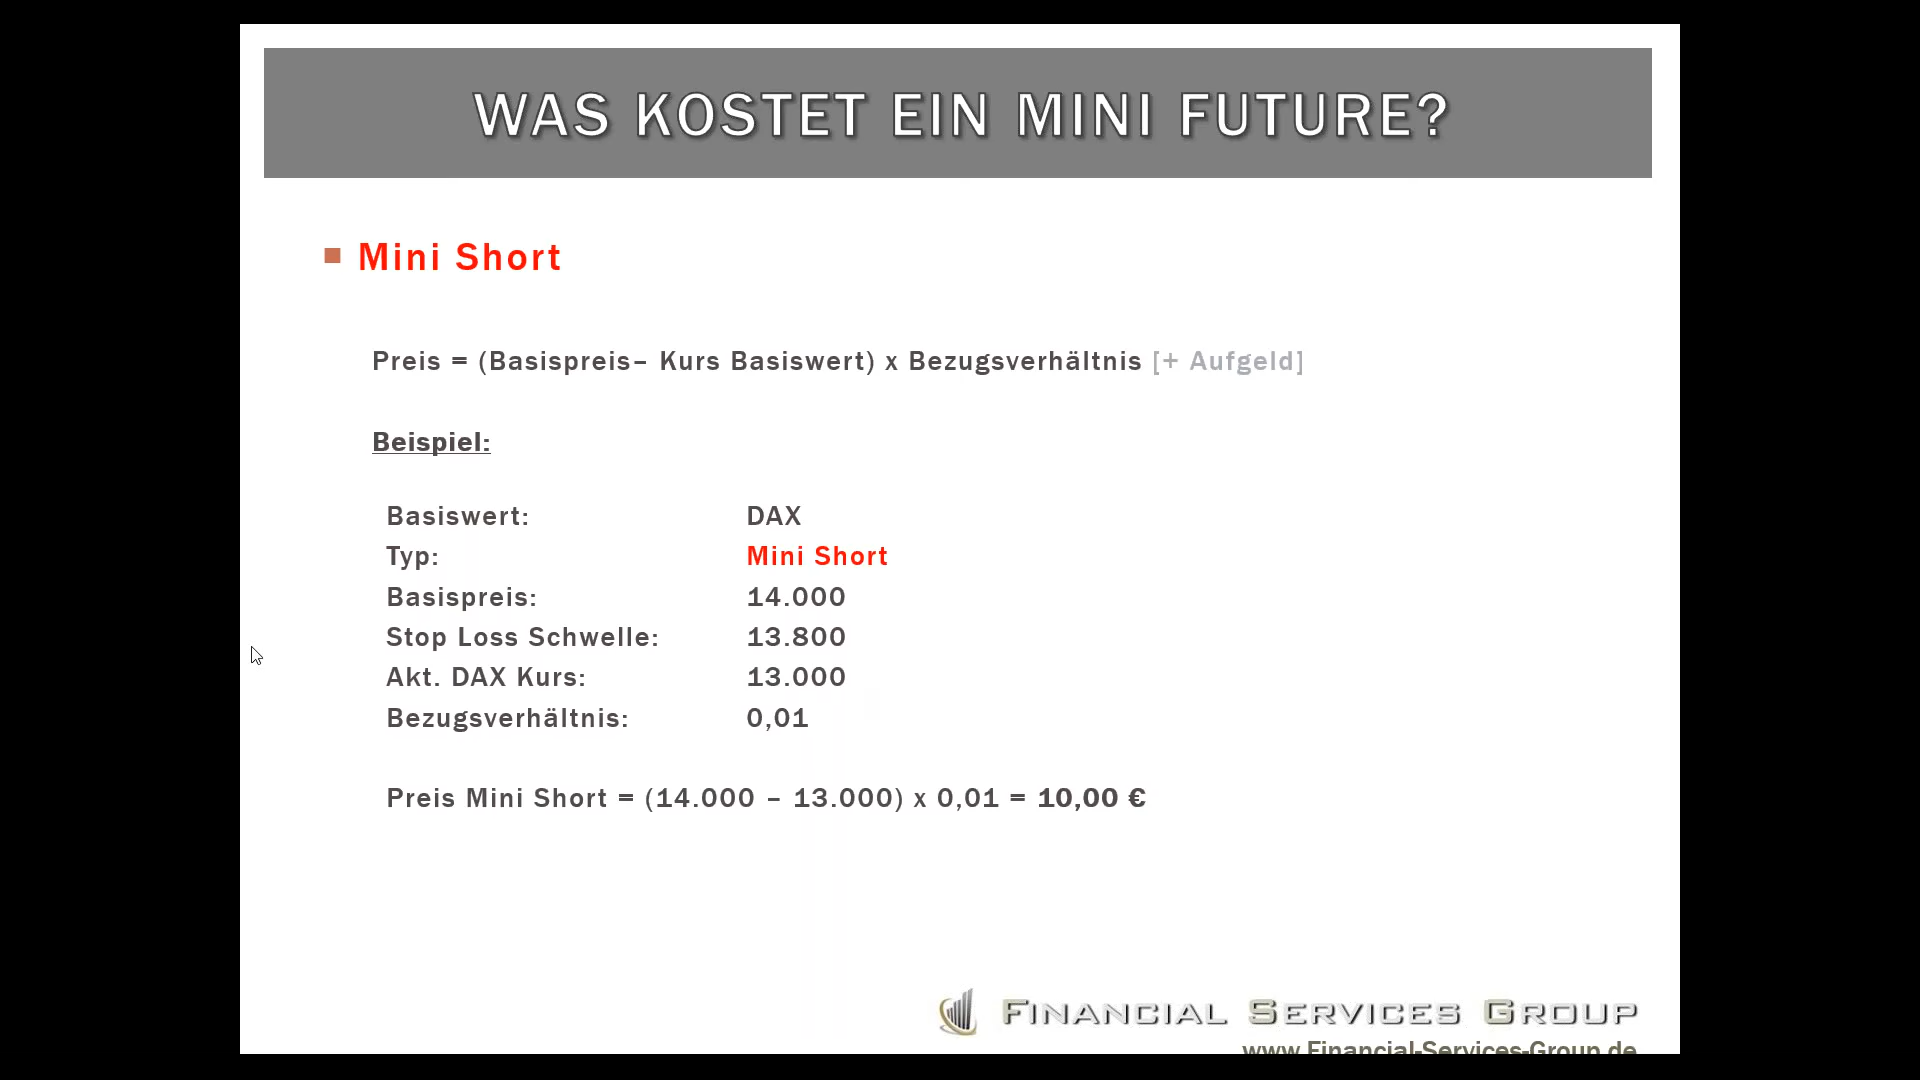 WAS KOSTET EIN MINI FUTURE?
Mini Short
Preis = (Basispreis– Kurs Basiswert) x Bezugsverhältnis [+ Aufgeld]
Beispiel:
Basiswert: DAX
Typ: Mini Short
Basispreis: 14.000
Stop Loss Schwelle: 13.800
Akt. DAX Kurs: 13.000
Bezugsverhältnis: 0,01
Preis Mini Short = (14.000 – 13.000) x 0,01 = 10,00 €
FINANCIAL SERVICES GROUP
www.Financial-Services-Group.de